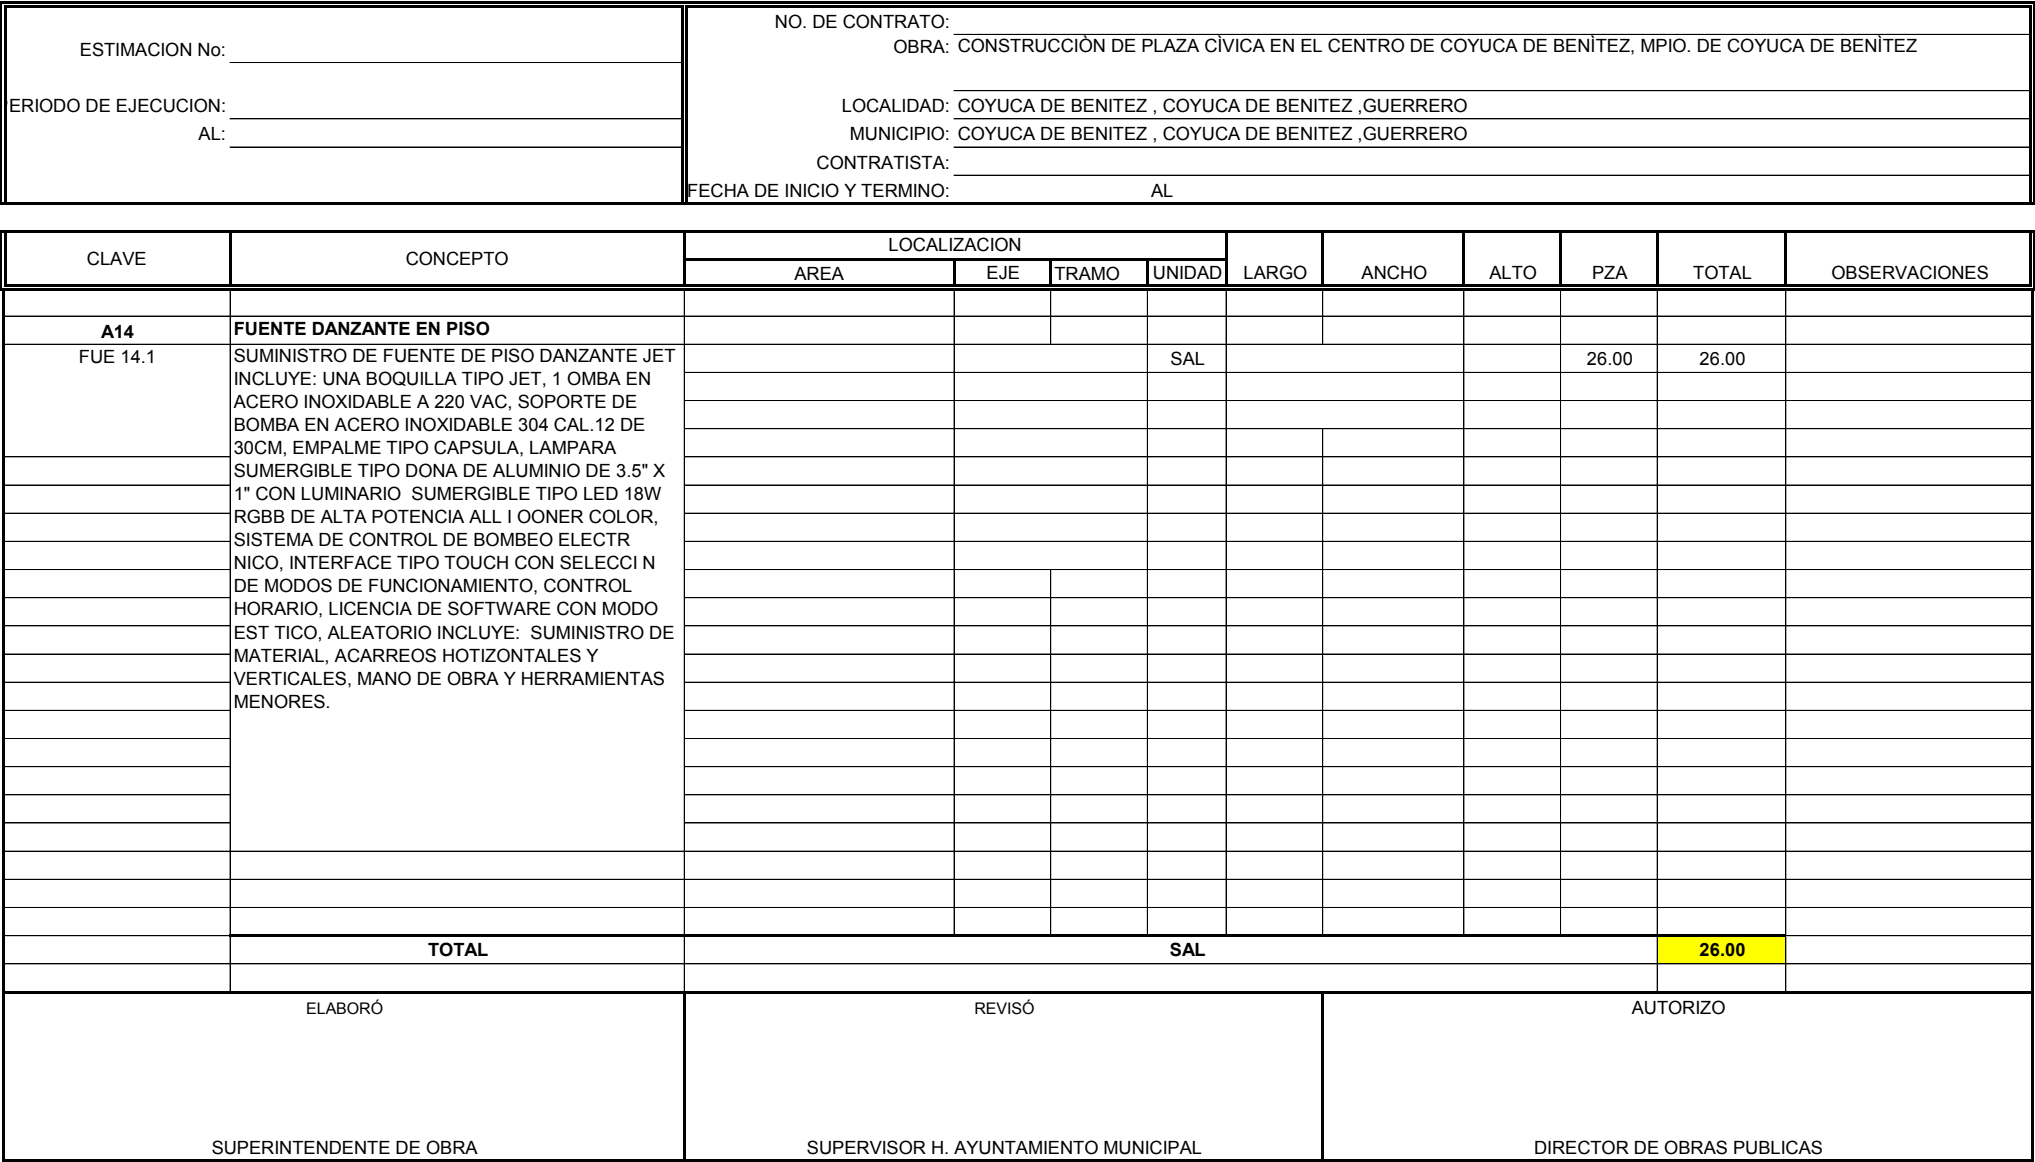 ESTIMACION No:
ERIODO DE EJECUCION:
AL:
NO. DE CONTRATO:
OBRA: CONSTRUCCIÒN DE PLAZA CÌVICA EN EL CENTRO DE COYUCA DE BENÌTEZ, MPIO. DE COYUCA DE BENÌTEZ
LOCALIDAD: COYUCA DE BENITEZ , COYUCA DE BENITEZ ,GUERRERO
MUNICIPIO: COYUCA DE BENITEZ , COYUCA DE BENITEZ ,GUERRERO
CONTRATISTA:
FECHA DE INICIO Y TERMINO: AL
CLAVE CONCEPTO LOCALIZACION LARGO ANCHO ALTO PZA TOTAL OBSERVACIONES
AREA EJE TRAMO UNIDAD
A14 FUENTE DANZANTE EN PISO
FUE 14.1 SUMINISTRO DE FUENTE DE PISO DANZANTE JET SAL 26.00 26.00
INCLUYE: UNA BOQUILLA TIPO JET, 1 OMBA EN
ACERO INOXIDABLE A 220 VAC, SOPORTE DE
BOMBA EN ACERO INOXIDABLE 304 CAL.12 DE
30CM, EMPALME TIPO CAPSULA, LAMPARA
SUMERGIBLE TIPO DONA DE ALUMINIO DE 3.5" X
1" CON LUMINARIO SUMERGIBLE TIPO LED 18W
RGBB DE ALTA POTENCIA ALL I OONER COLOR,
SISTEMA DE CONTROL DE BOMBEO ELECTR
NICO, INTERFACE TIPO TOUCH CON SELECCI N
DE MODOS DE FUNCIONAMIENTO, CONTROL
HORARIO, LICENCIA DE SOFTWARE CON MODO
EST TICO, ALEATORIO INCLUYE: SUMINISTRO DE
MATERIAL, ACARREOS HOTIZONTALES Y
VERTICALES, MANO DE OBRA Y HERRAMIENTAS
MENORES.
TOTAL SAL 26.00
ELABORÓ REVISÓ AUTORIZO
SUPERINTENDENTE DE OBRA SUPERVISOR H. AYUNTAMIENTO MUNICIPAL DIRECTOR DE OBRAS PUBLICAS